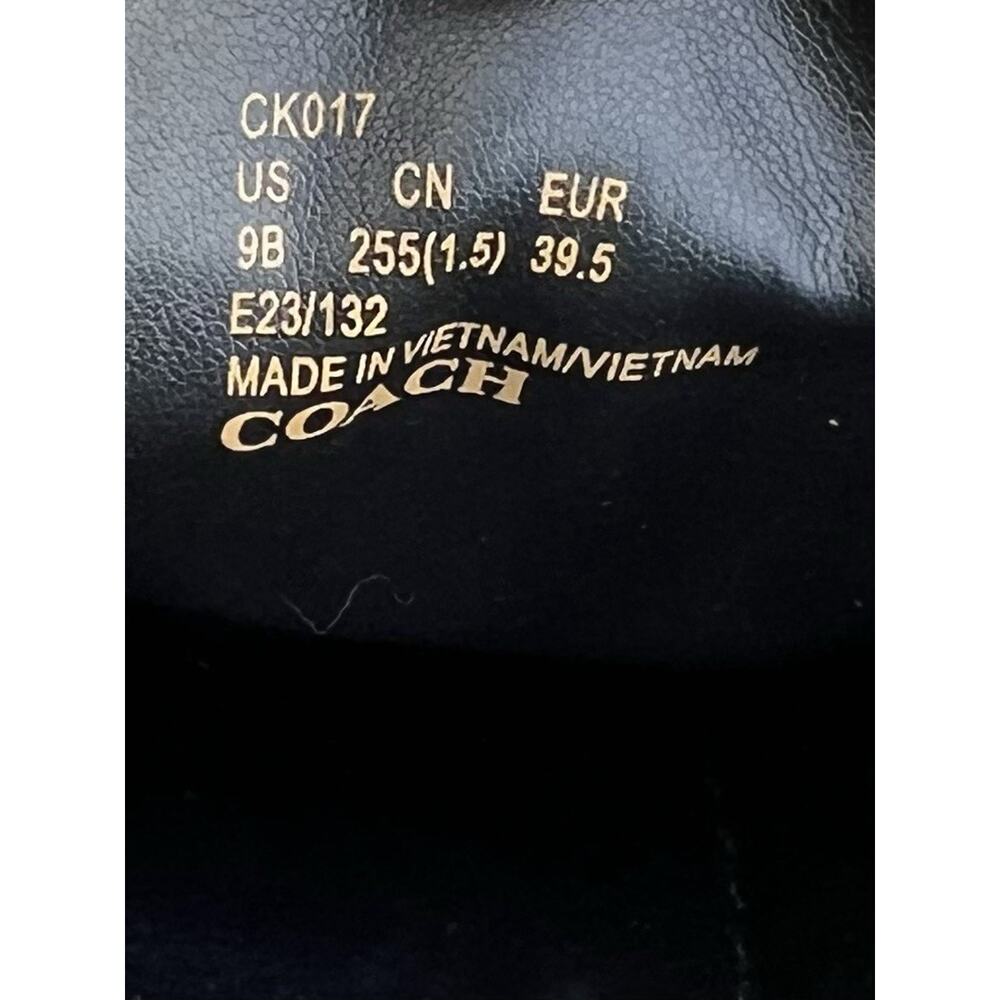 CK017
US CN EUR
9B 255(1.5) 39.5
E23/132
MADE IN VIETNAM/VIETNAM
COACH